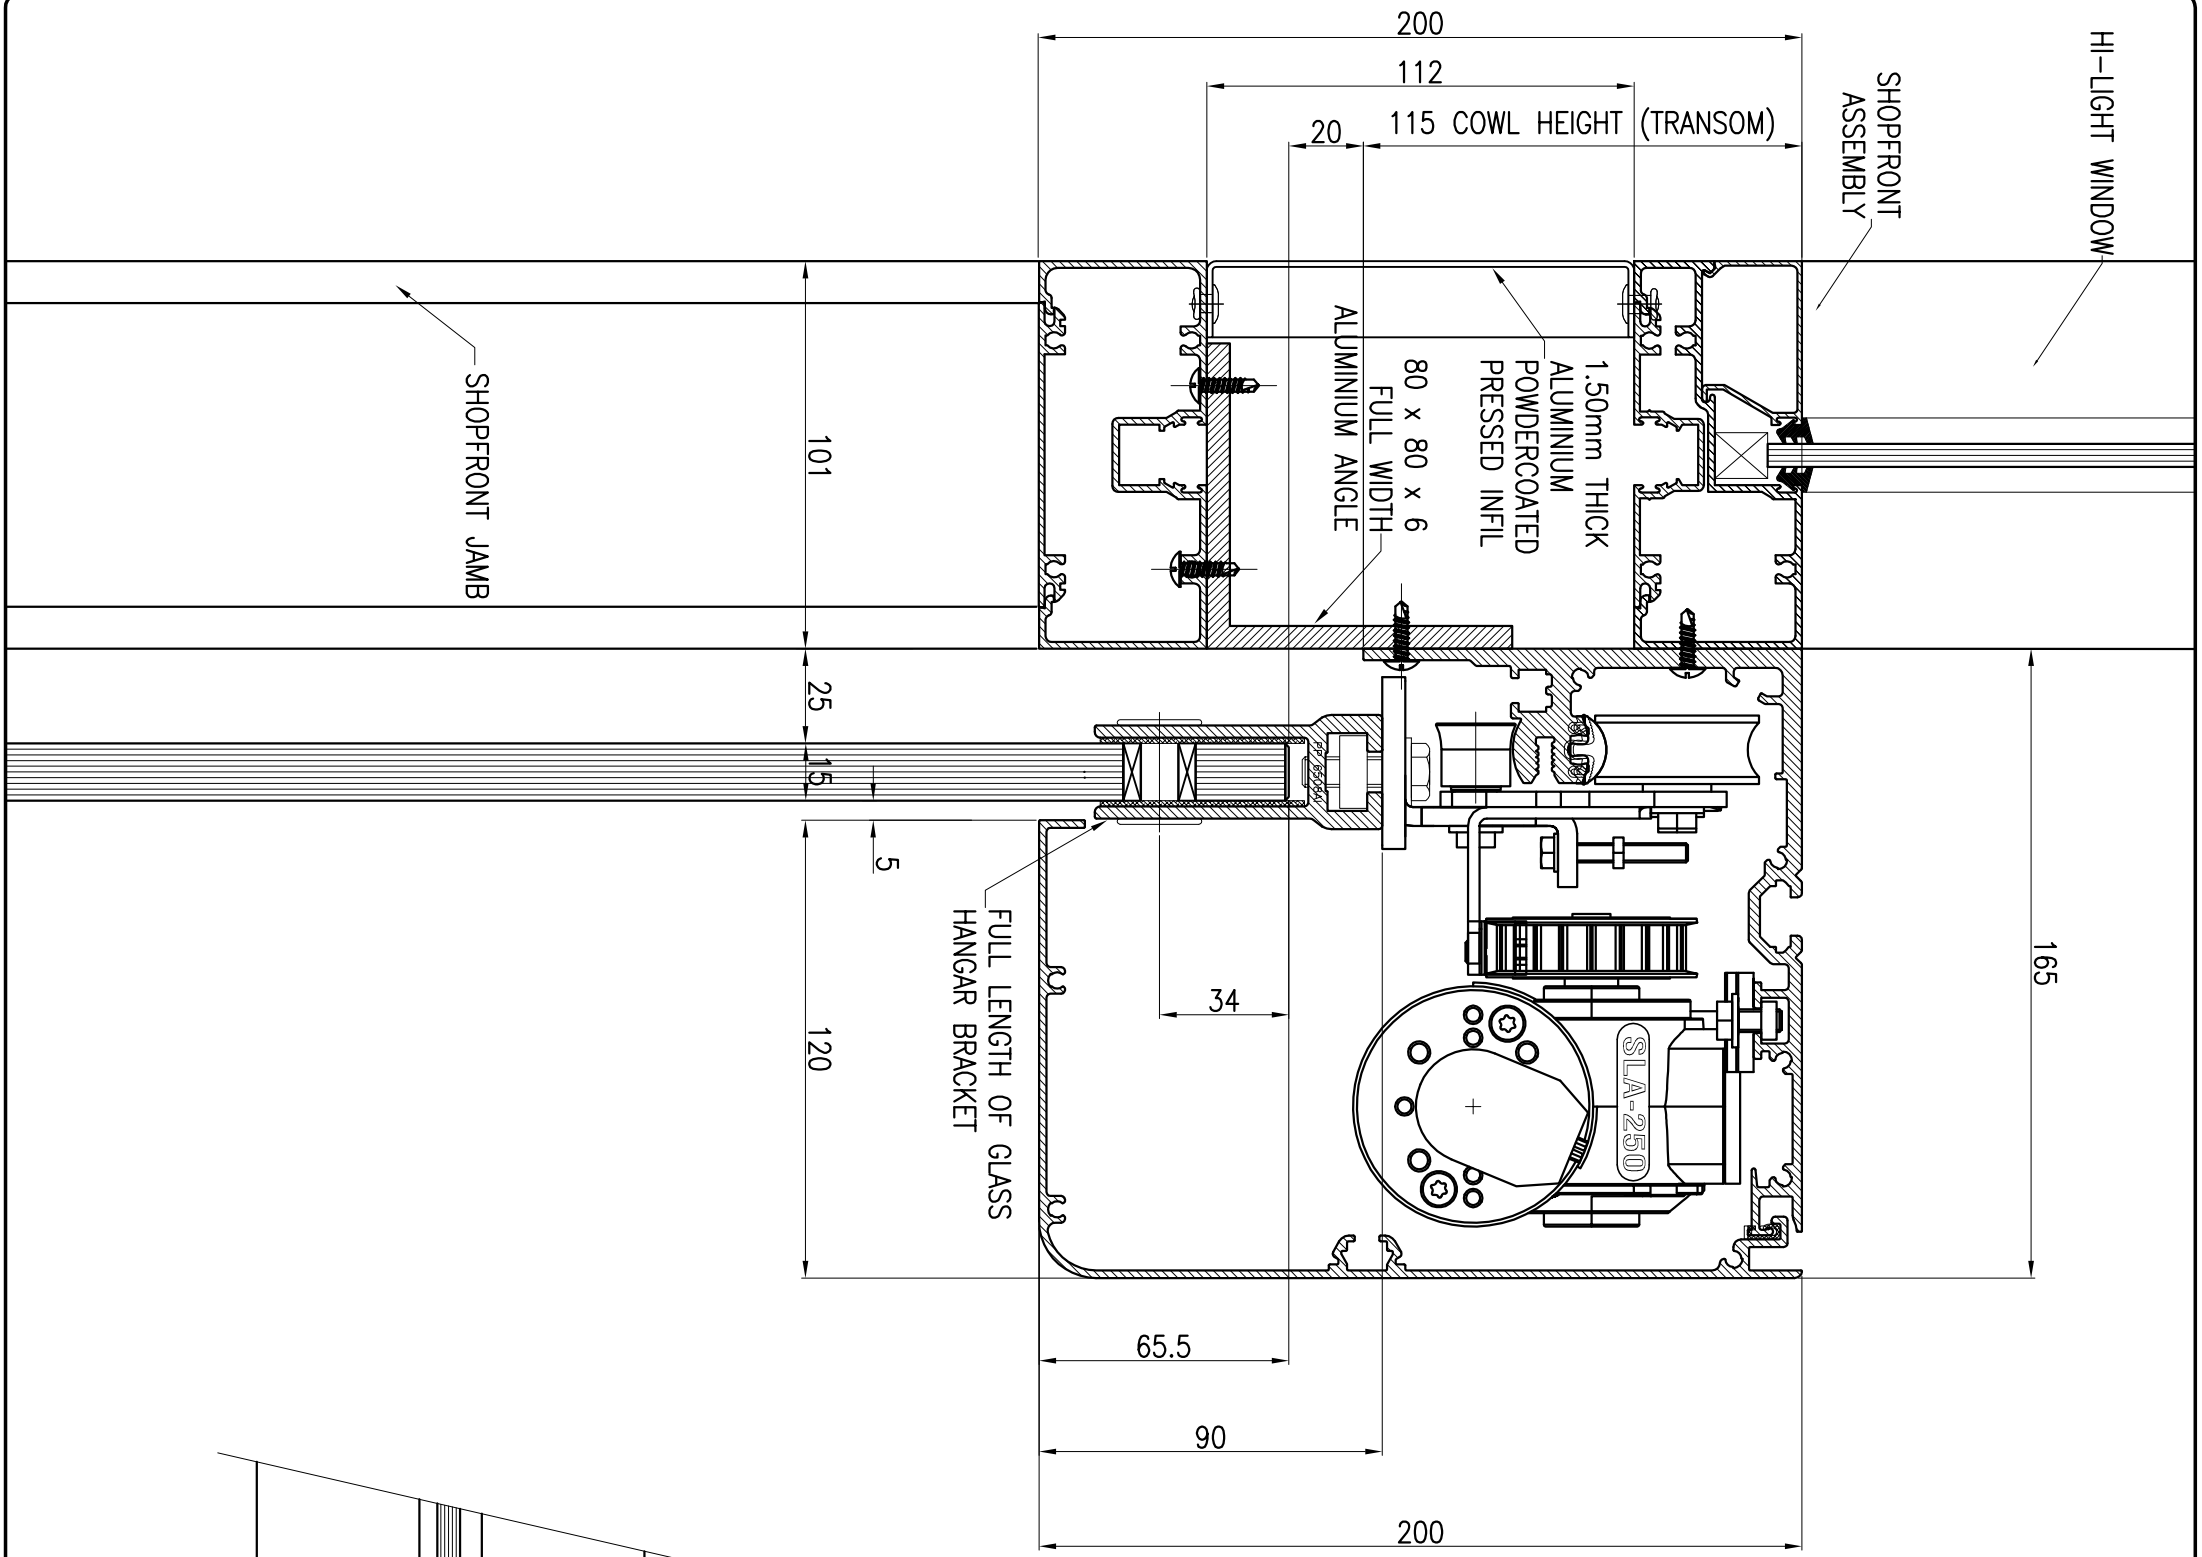 200
112
115 COWL HEIGHT (TRANSOM)
20
HI-LIGHT WINDOW
SHOPFRONT
ASSEMBLY
1.50mm THICK
ALUMINIUM
POWDERCOATED
PRESSED INFIL
80 x 80 x 6
FULL WIDTH
ALUMINIUM ANGLE
SHOPFRONT JAMB
101
25
15
5
120
165
34
FULL LENGTH OF GLASS
HANGAR BRACKET
SLA-250
65.5
90
200